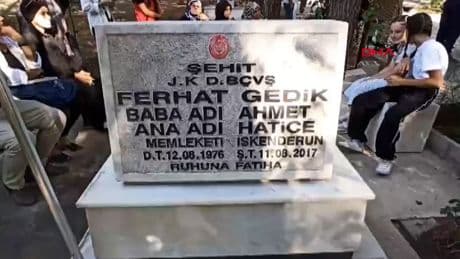 ŞEHİT
J.K D.BÇVŞ
FERHAT GEDİK
BABA ADI AHMET
ANA ADI HATİCE
MEMLEKETİ İSKENDERUN
D.T.12.08.1976 Ş.T.11.08.2017
RUHUNA FATİHA